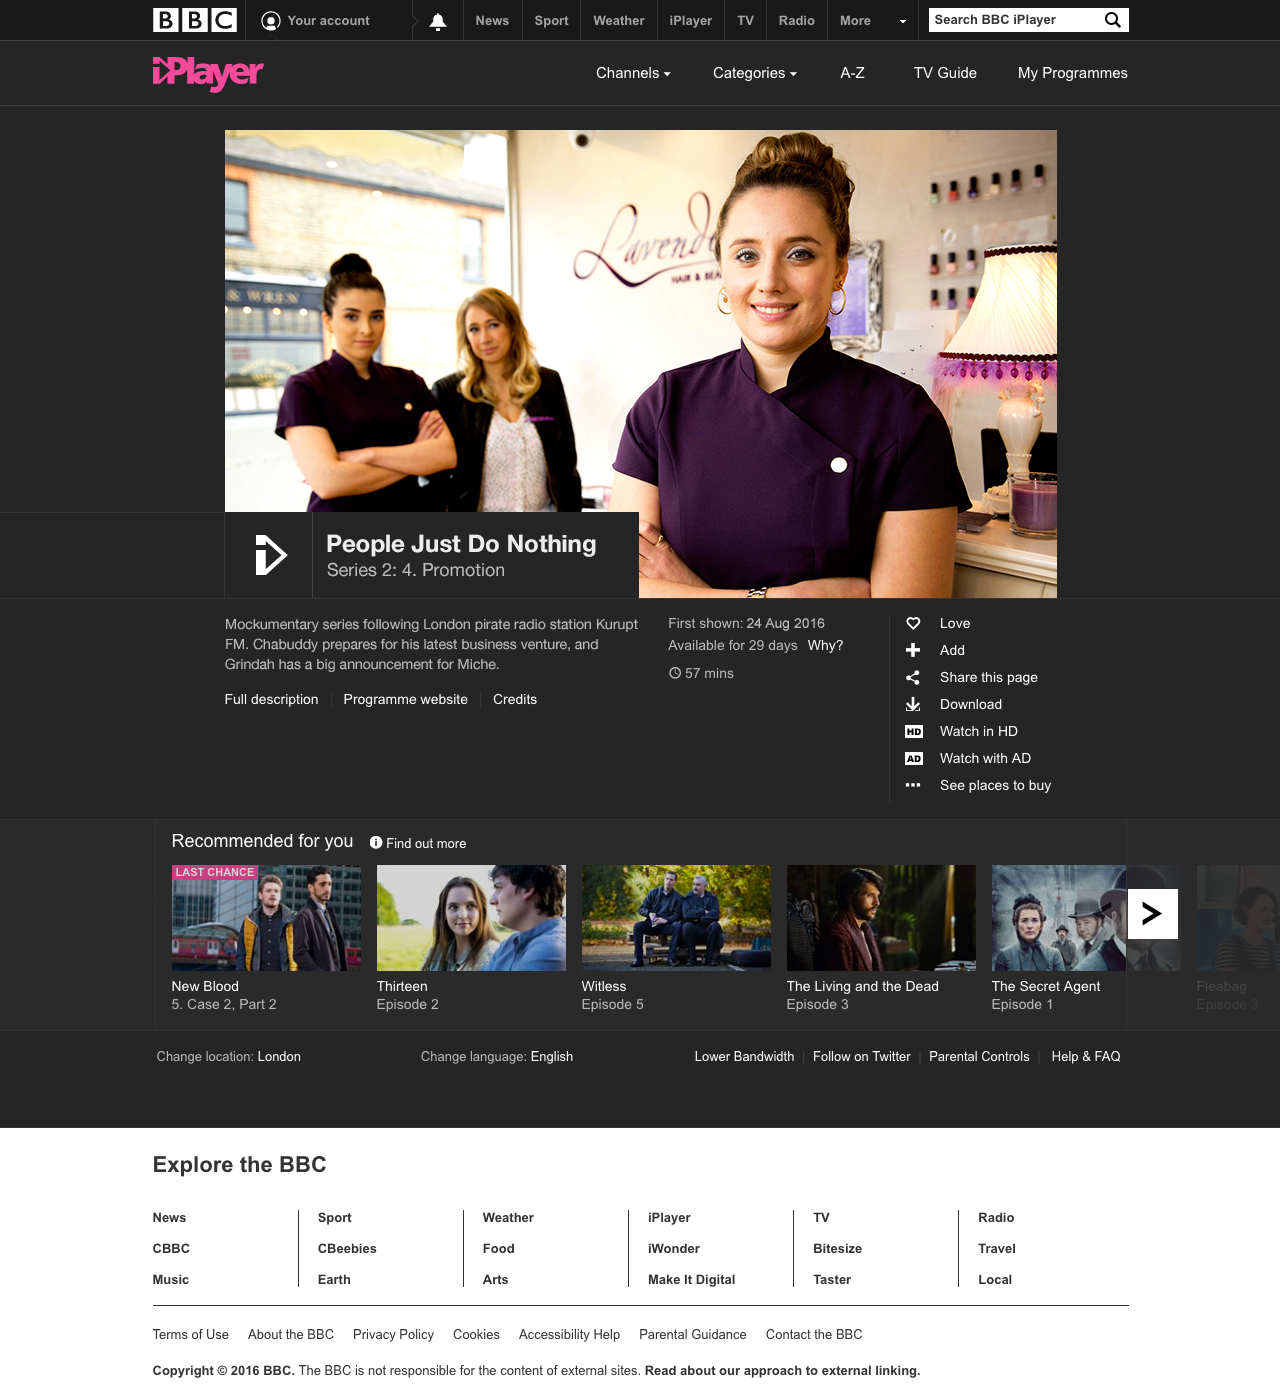 BBC Your account News Sport Weather iPlayer TV Radio More Search BBC iPlayer
iPlayer Channels Categories A-Z TV Guide My Programmes
& WREN
HAIR & BEA
People Just Do Nothing
Series 2: 4. Promotion
Mockumentary series following London pirate radio station Kurupt
FM. Chabuddy prepares for his latest business venture, and
Grindah has a big announcement for Miche.
Full description Programme website Credits
First shown: 24 Aug 2016
Available for 29 days Why?
57 mins
Love
Add
Share this page
Download
HD Watch in HD
AD Watch with AD
See places to buy
Recommended for you Find out more
LAST CHANCE
New Blood
5. Case 2, Part 2
Thirteen
Episode 2
Witless
Episode 5
The Living and the Dead
Episode 3
The Secret Agent
Episode 1
Fleabag
Episode 3
Change location: London Change language: English Lower Bandwidth Follow on Twitter Parental Controls Help & FAQ
Explore the BBC
News Sport Weather iPlayer TV Radio
CBBC CBeebies Food iWonder Bitesize Travel
Music Earth Arts Make It Digital Taster Local
Terms of Use About the BBC Privacy Policy Cookies Accessibility Help Parental Guidance Contact the BBC
Copyright © 2016 BBC. The BBC is not responsible for the content of external sites. Read about our approach to external linking.